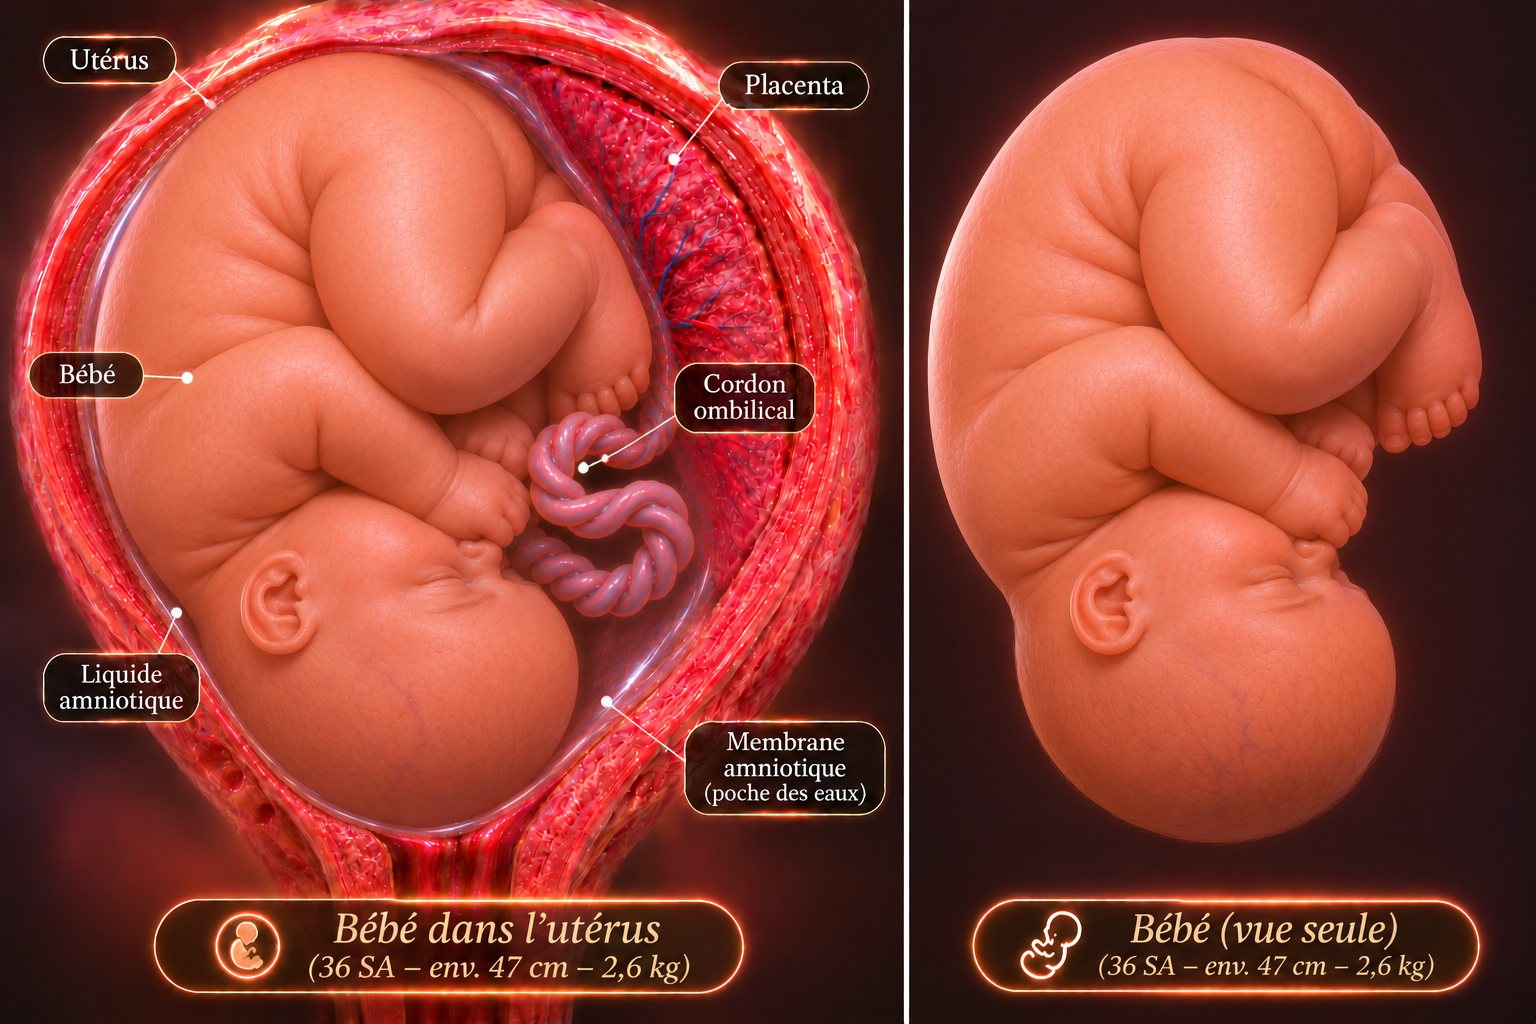 Utérus
Placenta
Bébé
Cordon
ombilical
Liquide
amniotique
Membrane
amniotique
(poche des eaux)
Bébé dans l’utérus
(36 SA – env. 47 cm – 2,6 kg)
Bébé (vue seule)
(36 SA – env. 47 cm – 2,6 kg)